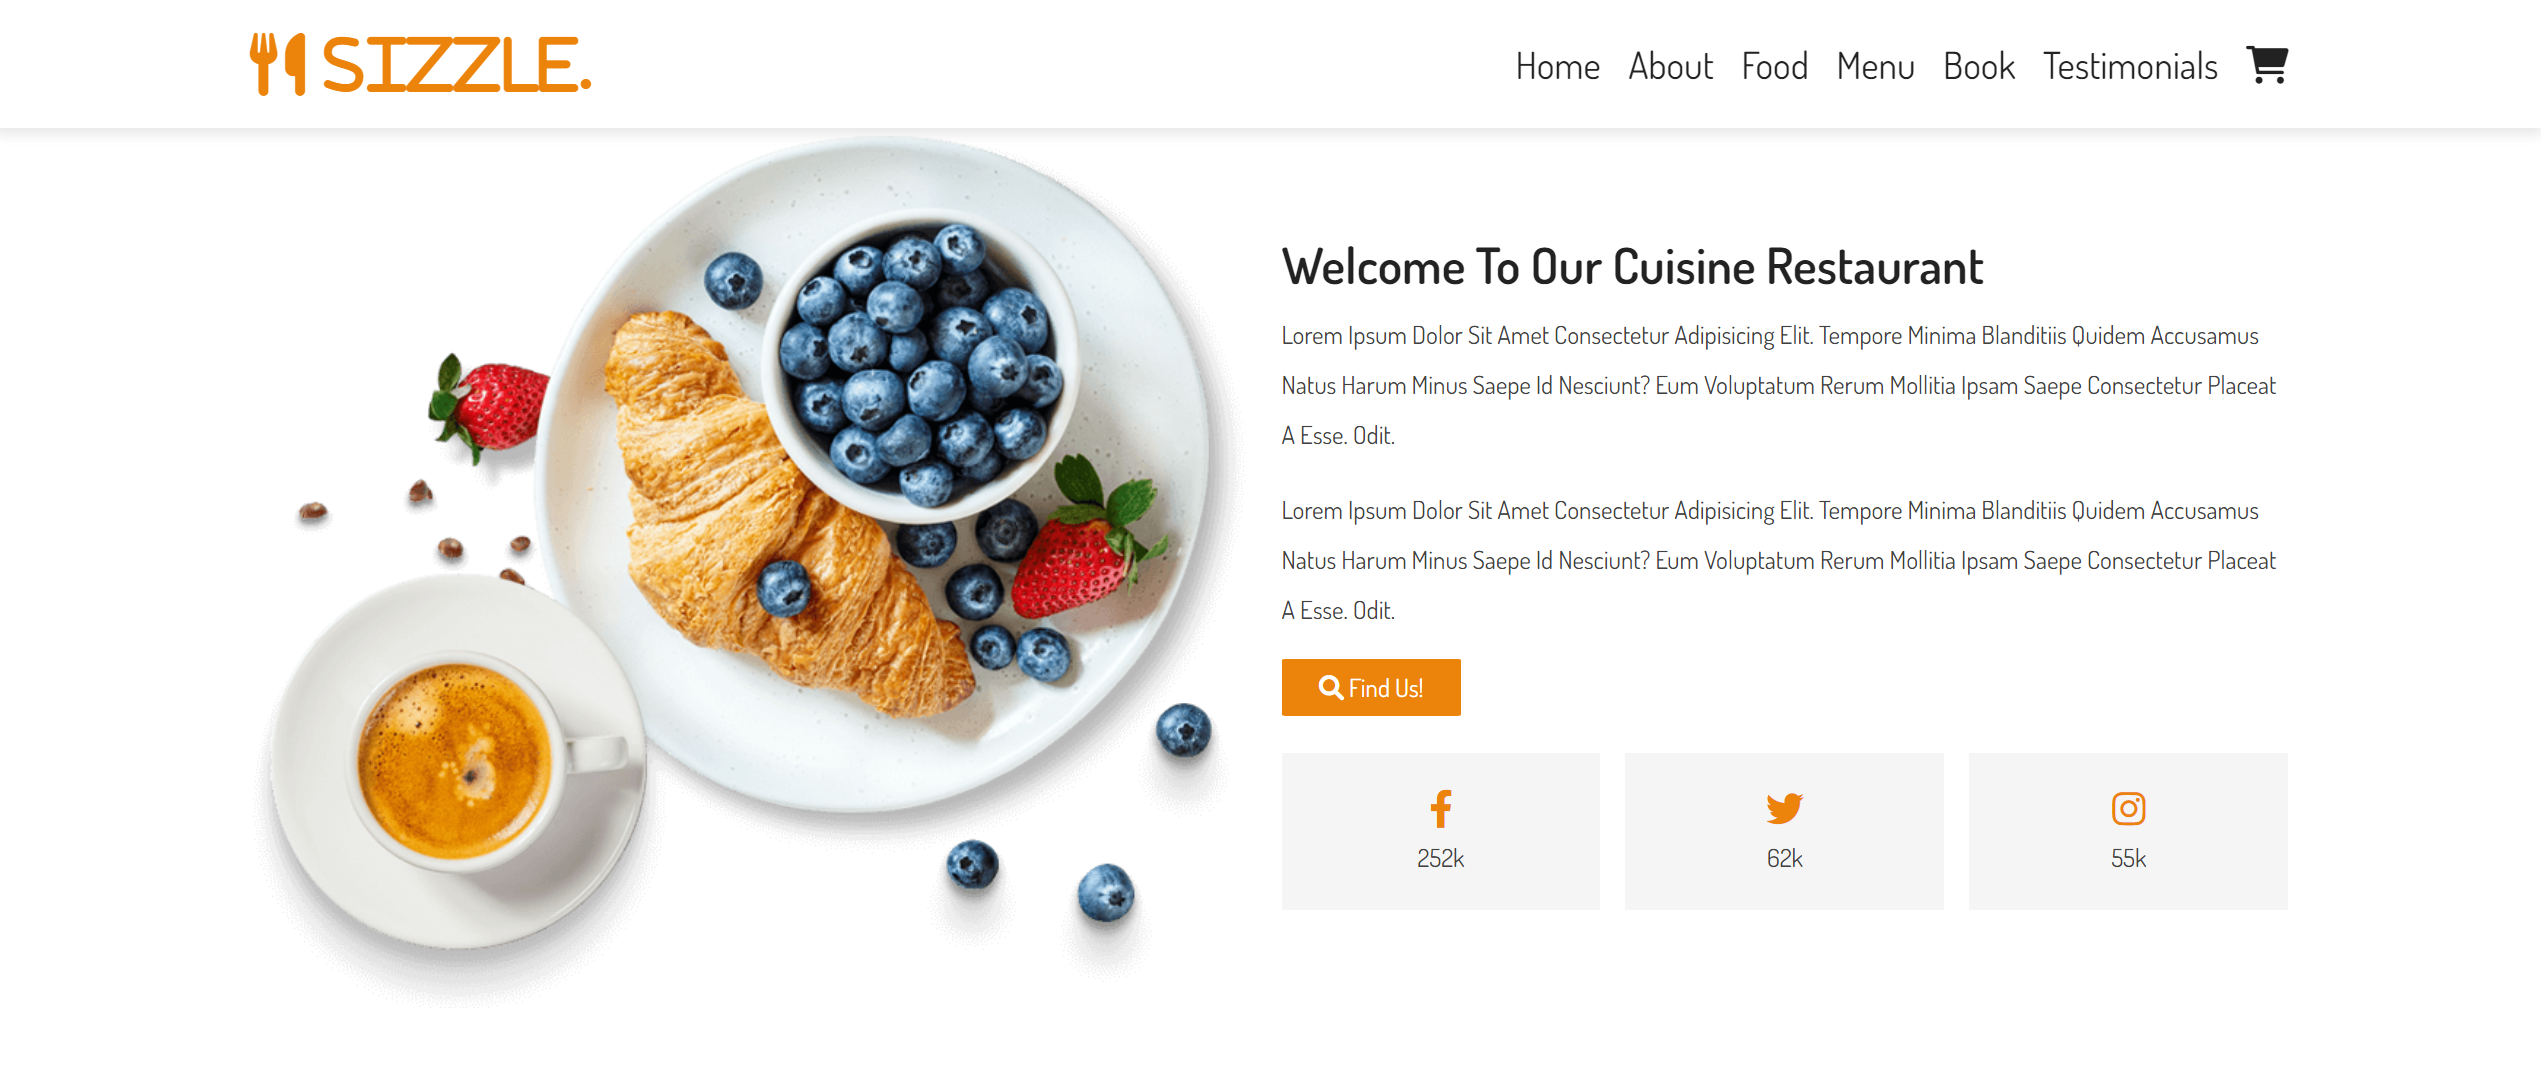 SIZZLE.
Home About Food Menu Book Testimonials
Welcome To Our Cuisine Restaurant
Lorem Ipsum Dolor Sit Amet Consectetur Adipisicing Elit. Tempore Minima Blanditiis Quidem Accusamus
Natus Harum Minus Saepe Id Nesciunt? Eum Voluptatum Rerum Mollitia Ipsam Saepe Consectetur Placeat
A Esse. Odit.
Lorem Ipsum Dolor Sit Amet Consectetur Adipisicing Elit. Tempore Minima Blanditiis Quidem Accusamus
Natus Harum Minus Saepe Id Nesciunt? Eum Voluptatum Rerum Mollitia Ipsam Saepe Consectetur Placeat
A Esse. Odit.
Find Us!
252k
62k
55k